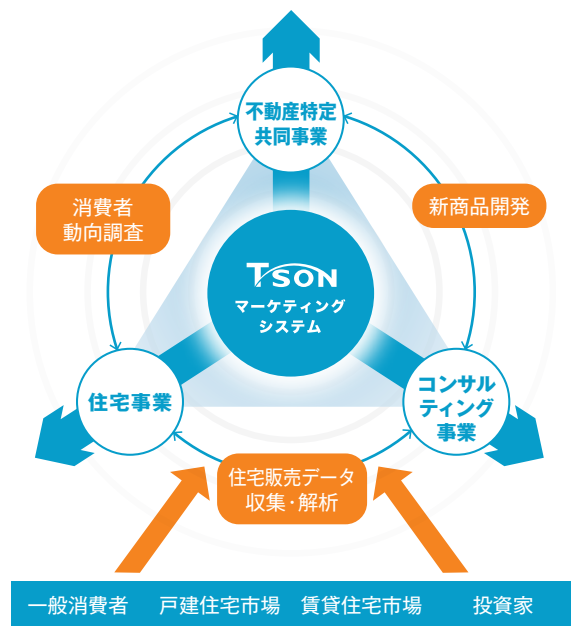 不動産特定
共同事業
消費者
動向調査
新商品開発
TSON
マーケティング
システム
住宅事業
コンサル
ティング
事業
住宅販売データ
収集・解析
一般消費者 戸建住宅市場 賃貸住宅市場 投資家